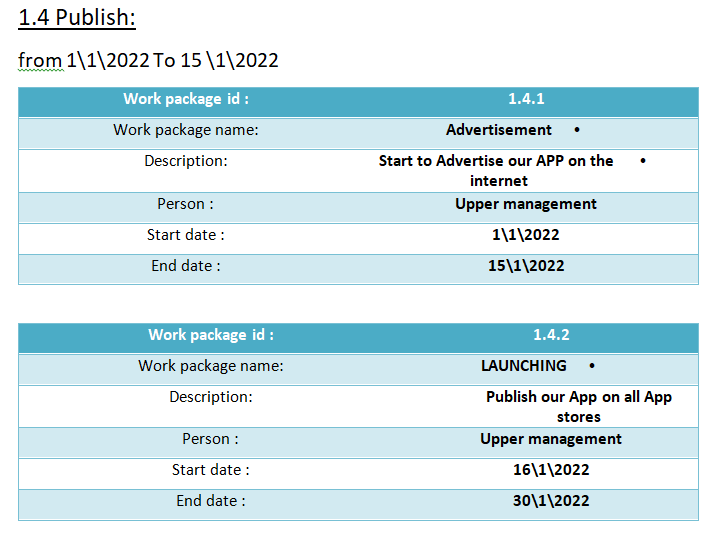 1.4 Publish:
from 1\1\2022 To 15 \1\2022
Work package id : 1.4.1
Work package name: Advertisement •
Description: Start to Advertise our APP on the •
internet
Person : Upper management
Start date : 1\1\2022
End date : 15\1\2022
Work package id : 1.4.2
Work package name: LAUNCHING •
Description: Publish our App on all App
stores
Person : Upper management
Start date : 16\1\2022
End date : 30\1\2022